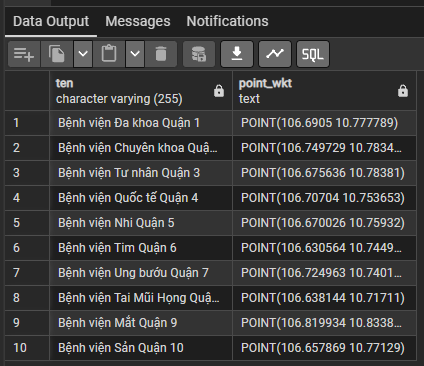 Data Output Messages Notifications
SQL
ten point_wkt
character varying (255) text
1 Bệnh viện Đa khoa Quận 1 POINT(106.6905 10.777789)
2 Bệnh viện Chuyên khoa Quậ... POINT(106.749729 10.7834...
3 Bệnh viện Tư nhân Quận 3 POINT(106.675636 10.78381)
4 Bệnh viện Quốc tế Quận 4 POINT(106.70704 10.753653)
5 Bệnh viện Nhi Quận 5 POINT(106.670026 10.75932)
6 Bệnh viện Tim Quận 6 POINT(106.630564 10.7449...
7 Bệnh viện Ung bướu Quận 7 POINT(106.724963 10.7401...
8 Bệnh viện Tai Mũi Họng Quậ... POINT(106.638144 10.71711)
9 Bệnh viện Mắt Quận 9 POINT(106.819934 10.8338...
10 Bệnh viện Sản Quận 10 POINT(106.657869 10.77129)